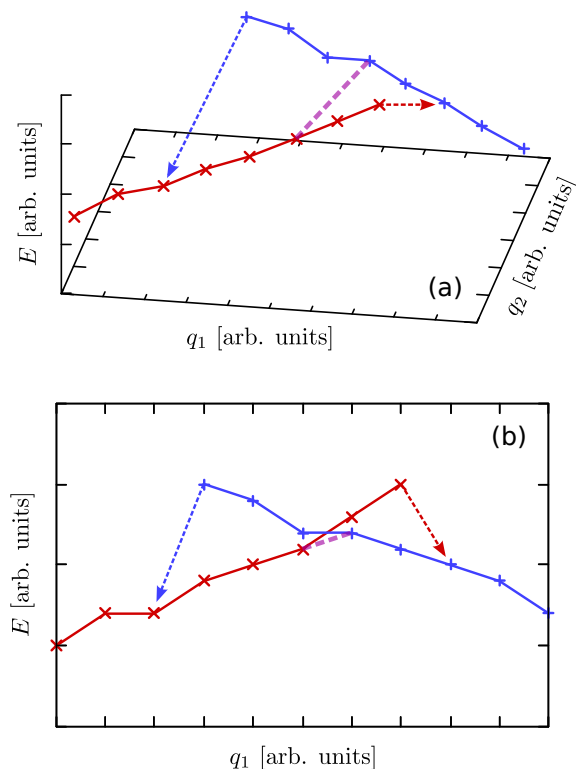 E [arb. units]
(a)
q₂ [arb. units]
q₁ [arb. units]
(b)
E [arb. units]
q₁ [arb. units]